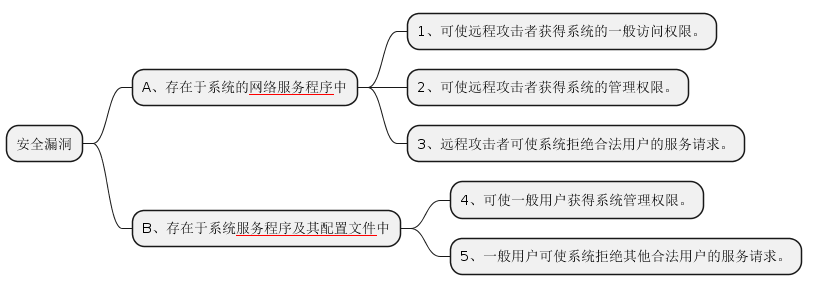 安全漏洞
A、存在于系统的网络服务程序中
1、可使远程攻击者获得系统的一般访问权限。
2、可使远程攻击者获得系统的管理权限。
3、远程攻击者可使系统拒绝合法用户的服务请求。
B、存在于系统服务程序及其配置文件中
4、可使一般用户获得系统管理权限。
5、一般用户可使系统拒绝其他合法用户的服务请求。